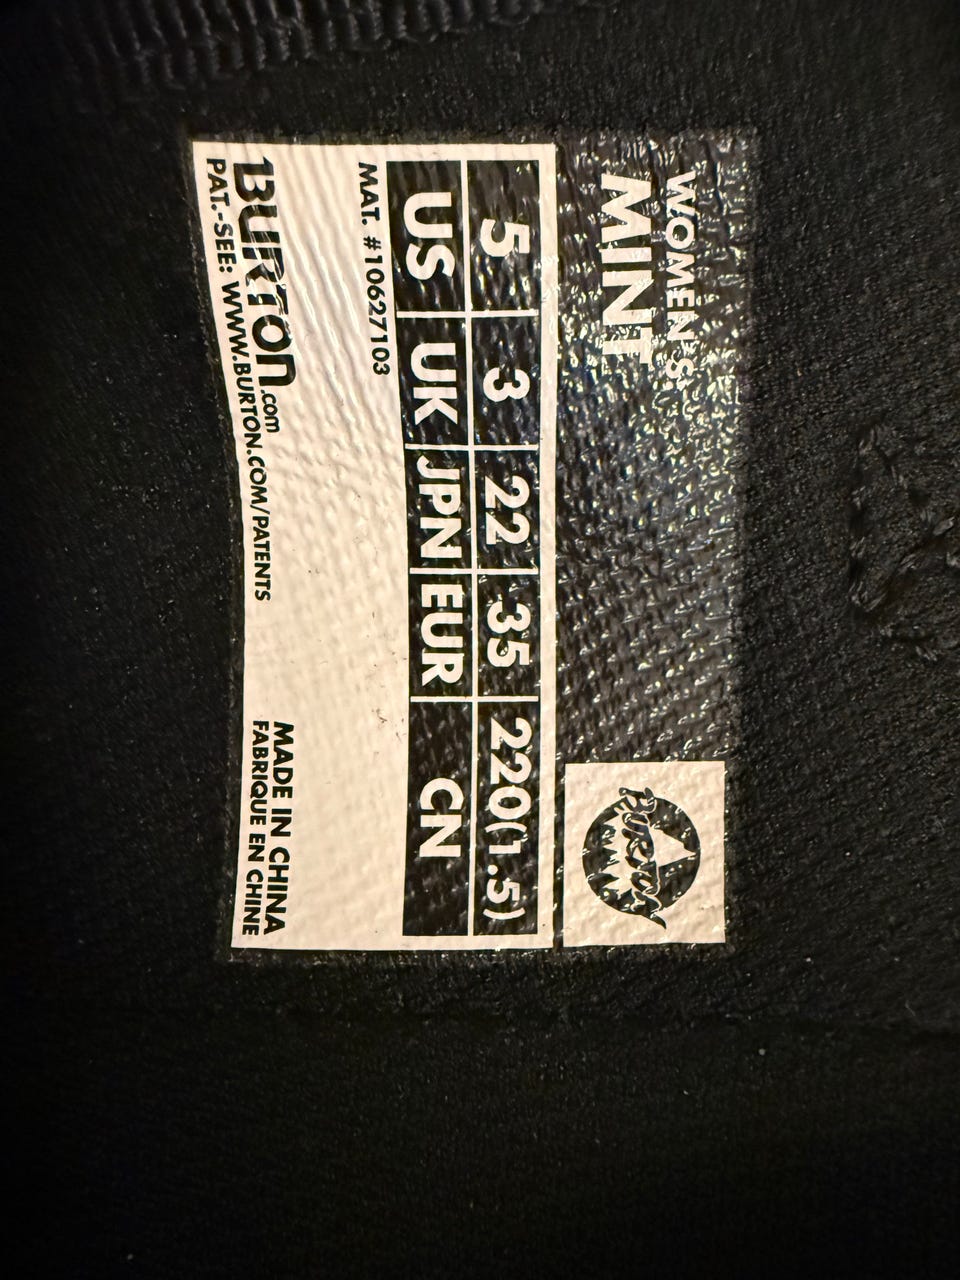 WOMEN'S
MINT
BURTON
5 3 22 35 220(1.5)
US UK JPN EUR CN
MAT. #10627103
BURTON.com
PAT.-SEE: WWW.BURTON.COM/PATENTS
MADE IN CHINA
FABRIQUE EN CHINE